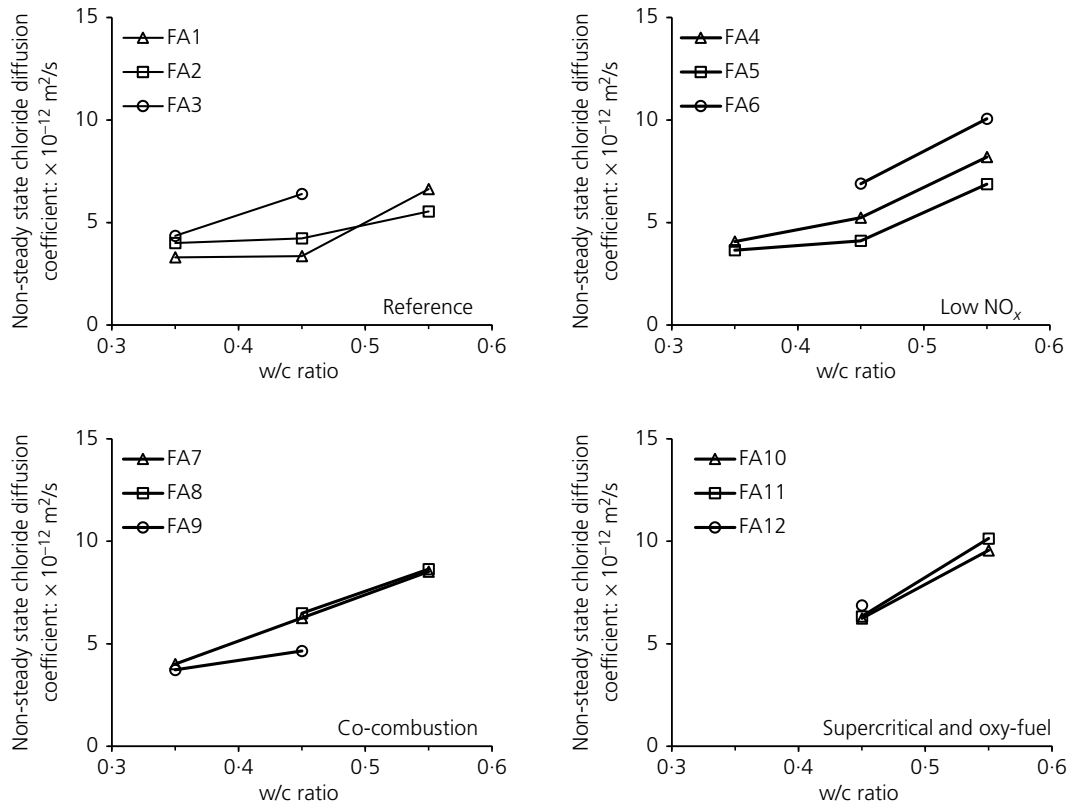 Non-steady state chloride diffusion
coefficient: × 10⁻¹² m²/s
15
10
5
0
FA1
FA2
FA3
Reference
0·3
0·4
0·5
0·6
w/c ratio
Non-steady state chloride diffusion
coefficient: × 10⁻¹² m²/s
15
10
5
0
FA4
FA5
FA6
Low NOₓ
0·3
0·4
0·5
0·6
w/c ratio
Non-steady state chloride diffusion
coefficient: × 10⁻¹² m²/s
15
10
5
0
FA7
FA8
FA9
Co-combustion
0·3
0·4
0·5
0·6
w/c ratio
Non-steady state chloride diffusion
coefficient: × 10⁻¹² m²/s
15
10
5
0
FA10
FA11
FA12
Supercritical and oxy-fuel
0·3
0·4
0·5
0·6
w/c ratio